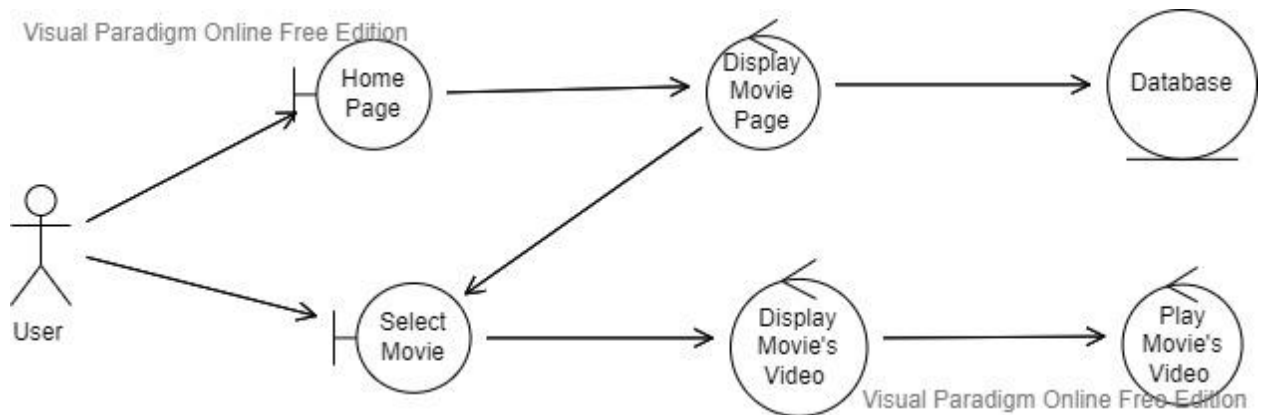 Visual Paradigm Online Free Edition
Home
Page
Display
Movie
Page
Database
User
Select
Movie
Display
Movie's
Video
Play
Movie's
Video
Visual Paradigm Online Free Edition